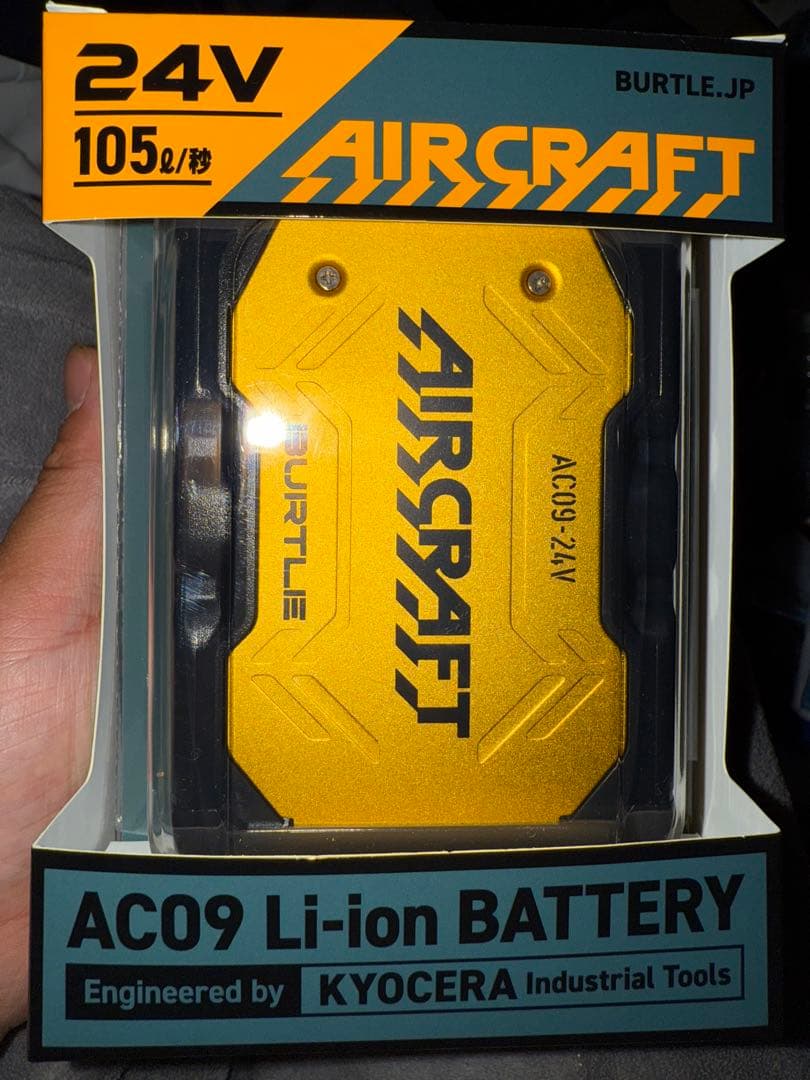 24V
105ℓ/秒
BURTLE.JP
AIRCRAFT
AIRCRAFT
BURTLE
AC09-24V
AC09 Li-ion BATTERY
Engineered by KYOCERA Industrial Tools